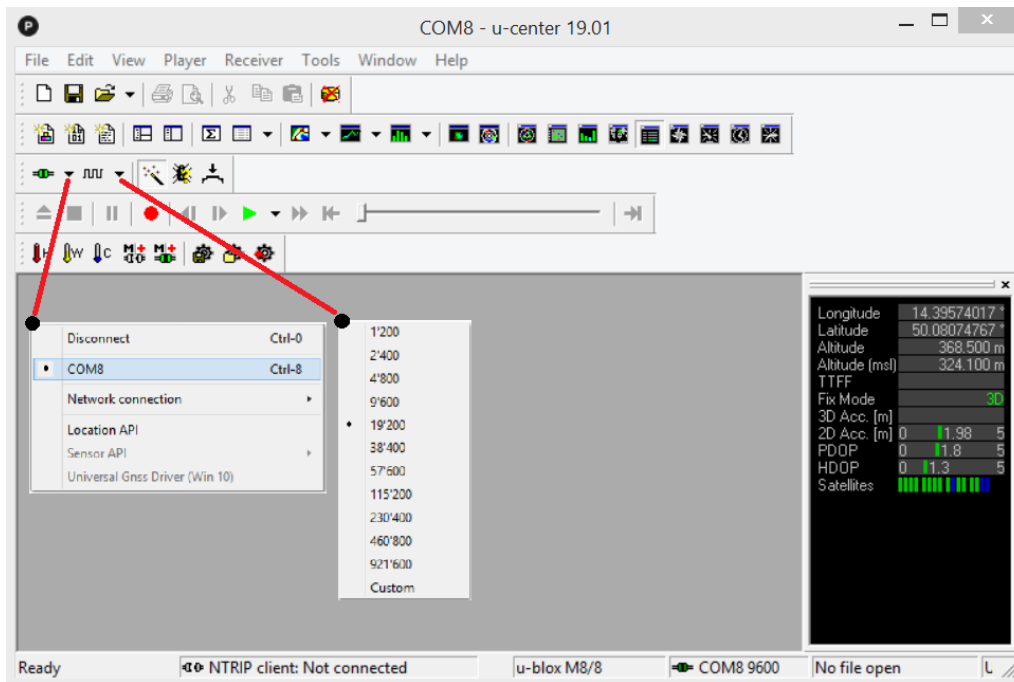 COM8 - u-center 19.01
File Edit View Player Receiver Tools Window Help
Disconnect Ctrl-0
COM8 Ctrl-8
Network connection
Location API
Sensor API
Universal Gnss Driver (Win 10)
1'200
2'400
4'800
9'600
19'200
38'400
57'600
115'200
230'400
460'800
921'600
Custom
Longitude 14.39574017 °
Latitude 50.08074767 °
Altitude 368.500 m
Altitude (msl) 324.100 m
TTFF
Fix Mode 3D
3D Acc. [m]
2D Acc. [m] 0 1.98 5
PDOP 0 1.8 5
HDOP 0 1.3 5
Satellites
Ready NTRIP client: Not connected u-blox M8/8 COM8 9600 No file open